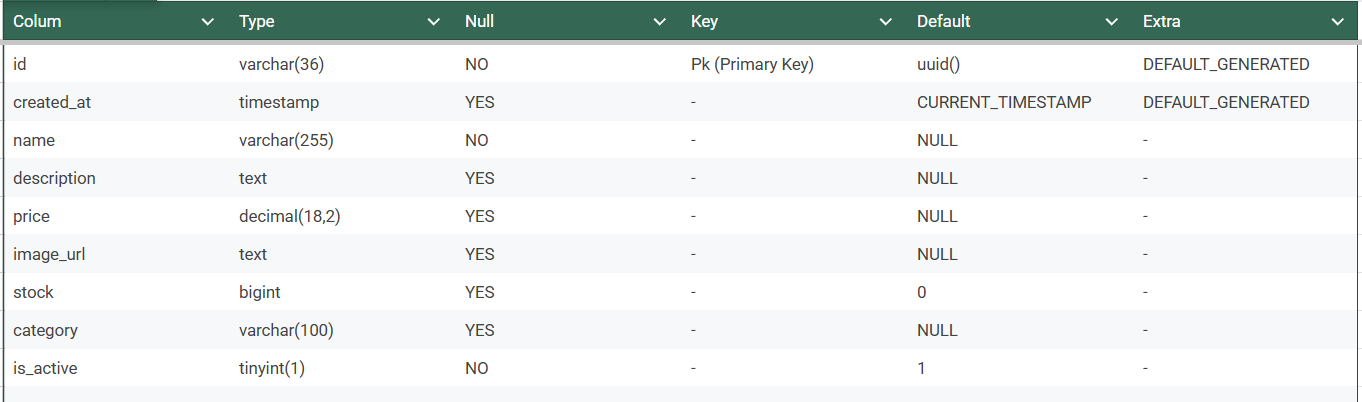 Colum Type Null Key Default Extra
id varchar(36) NO Pk (Primary Key) uuid() DEFAULT_GENERATED
created_at timestamp YES - CURRENT_TIMESTAMP DEFAULT_GENERATED
name varchar(255) NO - NULL -
description text YES - NULL -
price decimal(18,2) YES - NULL -
image_url text YES - NULL -
stock bigint YES - 0 -
category varchar(100) YES - NULL -
is_active tinyint(1) NO - 1 -